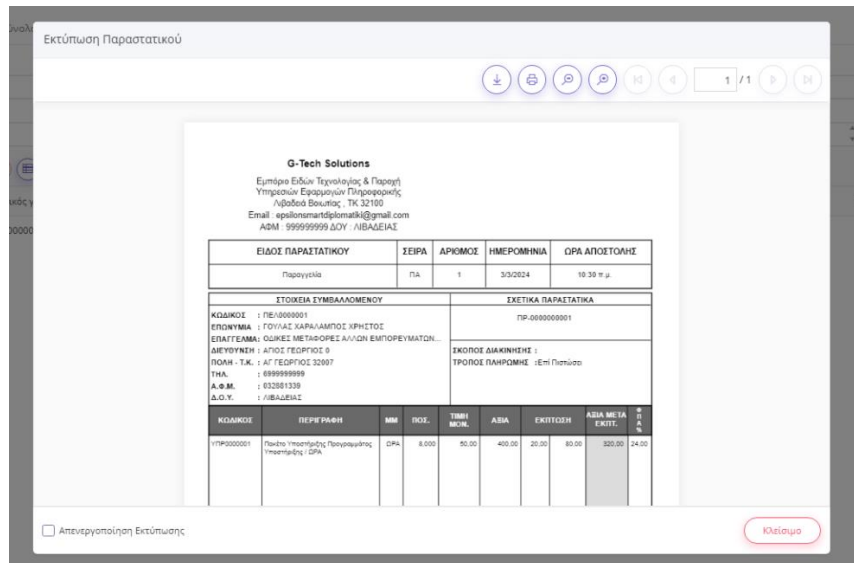 Εκτύπωση Παραστατικού
1 / 1
G-Tech Solutions
Εμπόριο Ειδών Τεχνολογίας & Παροχή
Υπηρεσιών Εφαρμογών Πληροφορικής
Λιβαδειά Βοιωτίας , ΤΚ 32100
Email : epsilonsmartdiplomatiki@gmail.com
ΑΦΜ : 999999999 ΔΟΥ : ΛΙΒΑΔΕΙΑΣ
ΕΙΔΟΣ ΠΑΡΑΣΤΑΤΙΚΟΥ ΣΕΙΡΑ ΑΡΙΘΜΟΣ ΗΜΕΡΟΜΗΝΙΑ ΩΡΑ ΑΠΟΣΤΟΛΗΣ
Παραγγελία ΠΑ 1 3/3/2024 10:30 π.μ.
ΣΤΟΙΧΕΙΑ ΣΥΜΒΑΛΛΟΜΕΝΟΥ ΣΧΕΤΙΚΑ ΠΑΡΑΣΤΑΤΙΚΑ
ΚΩΔΙΚΟΣ : ΠΕΛ0000001 ΠΡ-0000000001
ΕΠΩΝΥΜΙΑ : ΓΟΥΛΑΣ ΧΑΡΑΛΑΜΠΟΣ ΧΡΗΣΤΟΣ
ΕΠΑΓΓΕΛΜΑ: ΟΔΙΚΕΣ ΜΕΤΑΦΟΡΕΣ ΑΛΛΩΝ ΕΜΠΟΡΕΥΜΑΤΩΝ...
ΔΙΕΥΘΥΝΣΗ : ΑΓΙΟΣ ΓΕΩΡΓΙΟΣ 0 ΣΚΟΠΟΣ ΔΙΑΚΙΝΗΣΗΣ :
ΠΟΛΗ - Τ.Κ. : ΑΓ ΓΕΩΡΓΙΟΣ 32007 ΤΡΟΠΟΣ ΠΛΗΡΩΜΗΣ :Επί Πιστώσει
ΤΗΛ. : 6999999999
Α.Φ.Μ. : 032881339
Δ.Ο.Υ. : ΛΙΒΑΔΕΙΑΣ
ΚΩΔΙΚΟΣ ΠΕΡΙΓΡΑΦΗ ΜΜ ΠΟΣ. ΤΙΜΗ ΜΟΝ. ΑΞΙΑ ΕΚΠΤΩΣΗ ΑΞΙΑ ΜΕΤΑ ΕΚΠΤ. ΦΠΑ%
ΥΠΡ0000001 Πακέτο Υποστήριξης Προγραμμάτος ΩΡΑ 8,000 50,00 400,00 20,00 80,00 320,00 24,00
Υποστήριξης / ΩΡΑ
Απενεργοποίηση Εκτύπωσης
Κλείσιμο